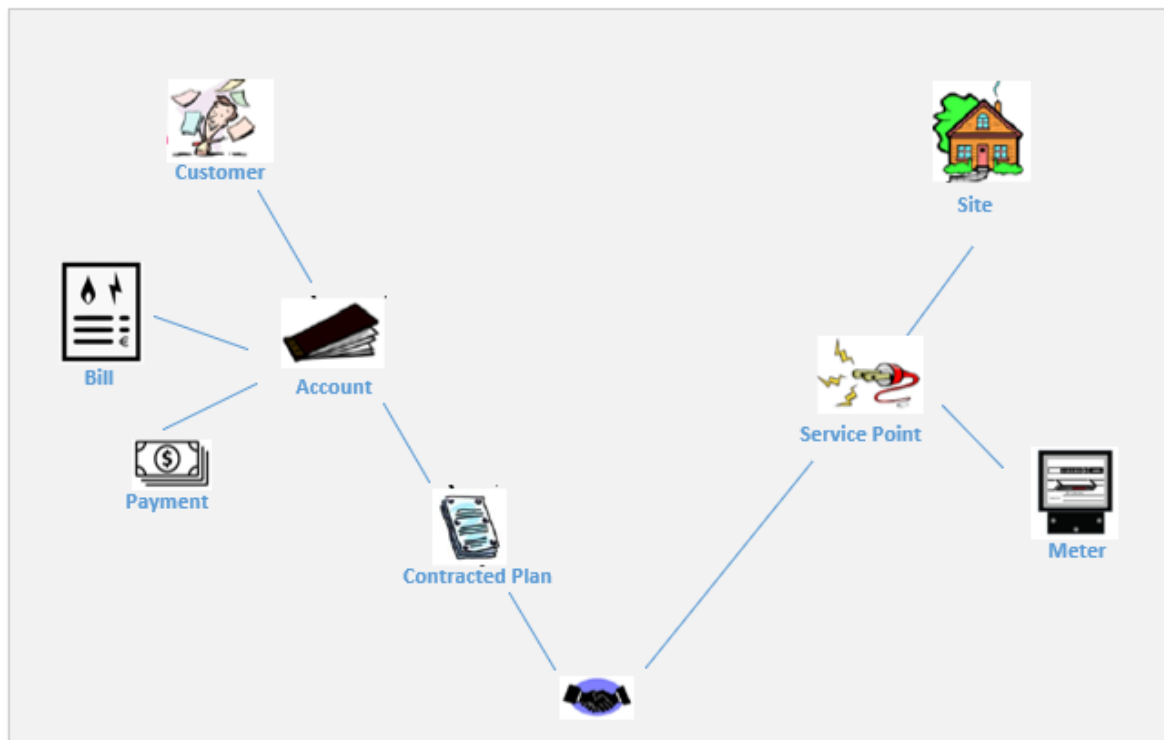 Customer
Site
€
Bill
Account
Service Point
$
Payment
Contracted Plan
Meter